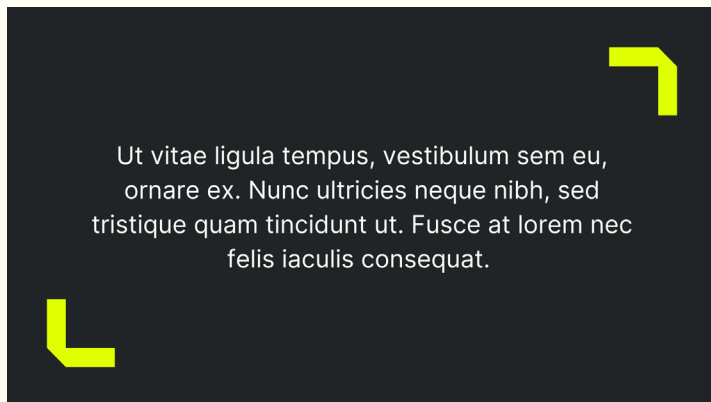 Ut vitae ligula tempus, vestibulum sem eu,
ornare ex. Nunc ultricies neque nibh, sed
tristique quam tincidunt ut. Fusce at lorem nec
felis iaculis consequat.